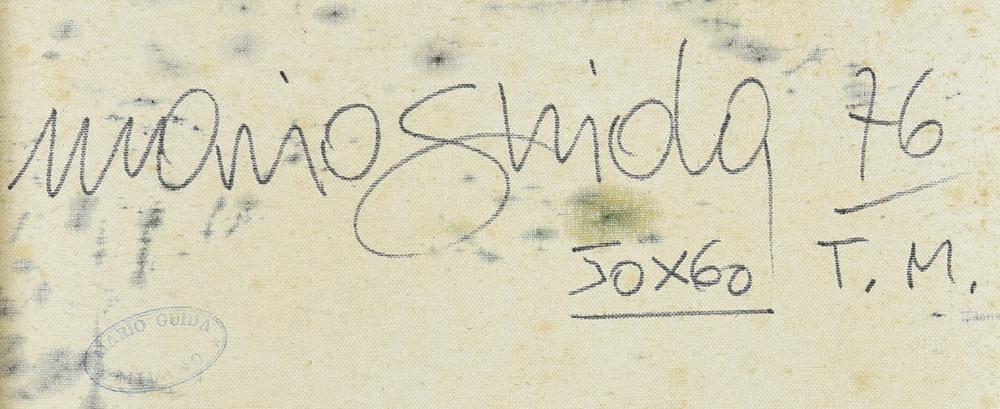 mario guida 76
50x60 T. M.
MARIO GUIDA